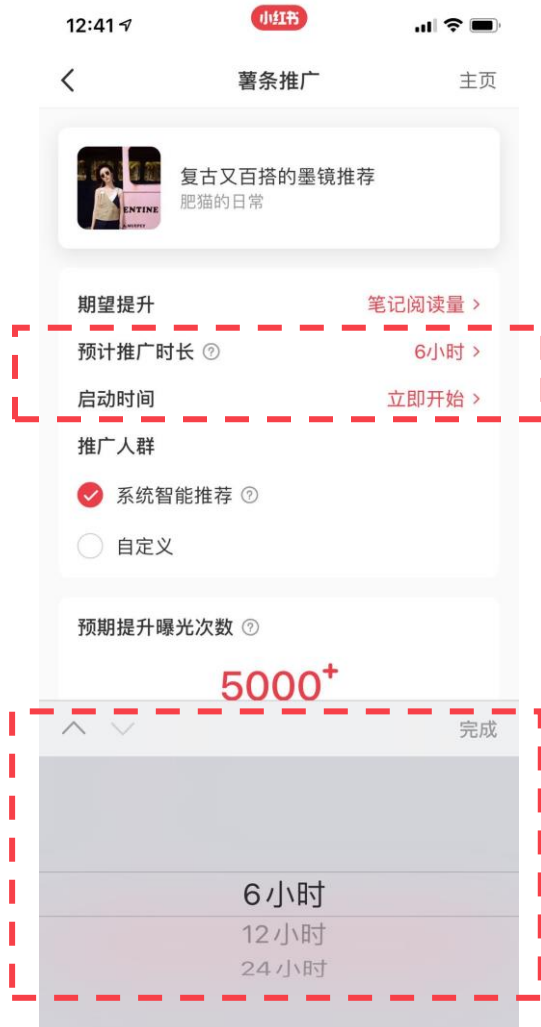 12:41
小红书
薯条推广
主页
复古又百搭的墨镜推荐
肥猫的日常
ENTINE
期望提升
笔记阅读量
预计推广时长
6小时
启动时间
立即开始
推广人群
系统智能推荐
自定义
预期提升曝光次数
5000+
完成
6小时
12小时
24小时